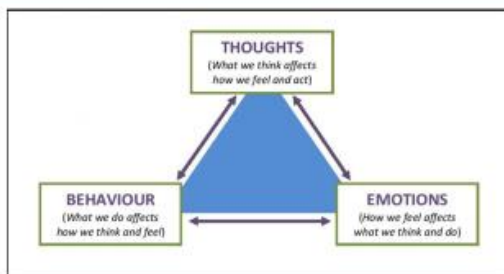 THOUGHTS
(What we think affects
how we feel and act)
BEHAVIOUR
(What we do affects
how we think and feel)
EMOTIONS
(How we feel affects
what we think and do)